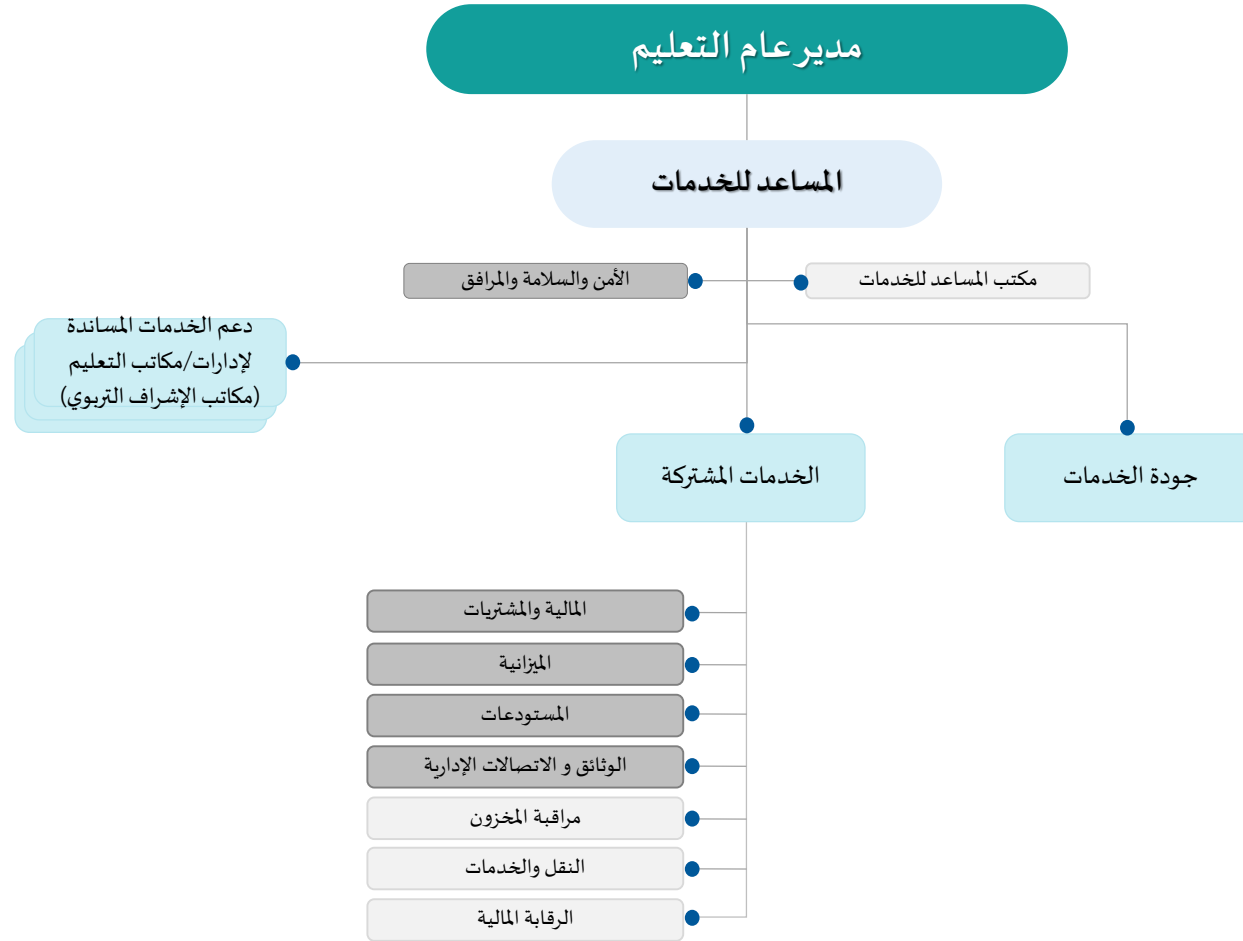 مدير عام التعليم
المساعد للخدمات
مكتب المساعد للخدمات
الأمن والسلامة والمرافق
دعم الخدمات المساندة
لإدارات/مكاتب التعليم
(مكاتب الإشراف التربوي)
جودة الخدمات
الخدمات المشتركة
المالية والمشتريات
الميزانية
المستودعات
الوثائق و الاتصالات الإدارية
مراقبة المخزون
النقل والخدمات
الرقابة المالية